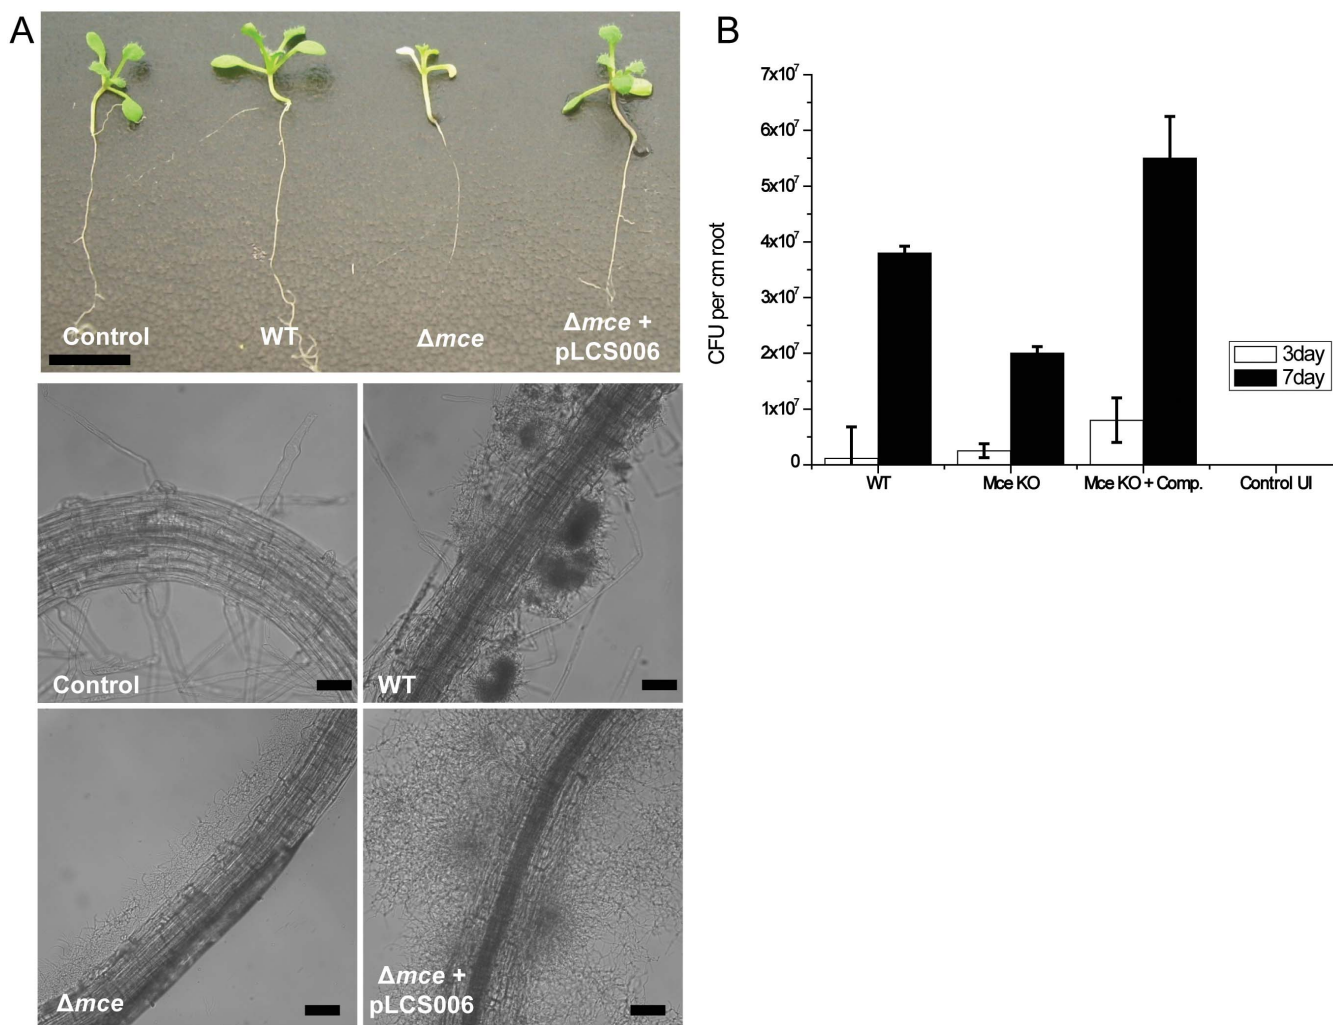 A
Control
WT
Δmce
Δmce +
pLCS006
Control
WT
Δmce
Δmce +
pLCS006
B
CFU per cm root
7x10⁷
6x10⁷
5x10⁷
4x10⁷
3x10⁷
2x10⁷
1x10⁷
0
WT
Mce KO
Mce KO + Comp.
Control UI
3day
7day